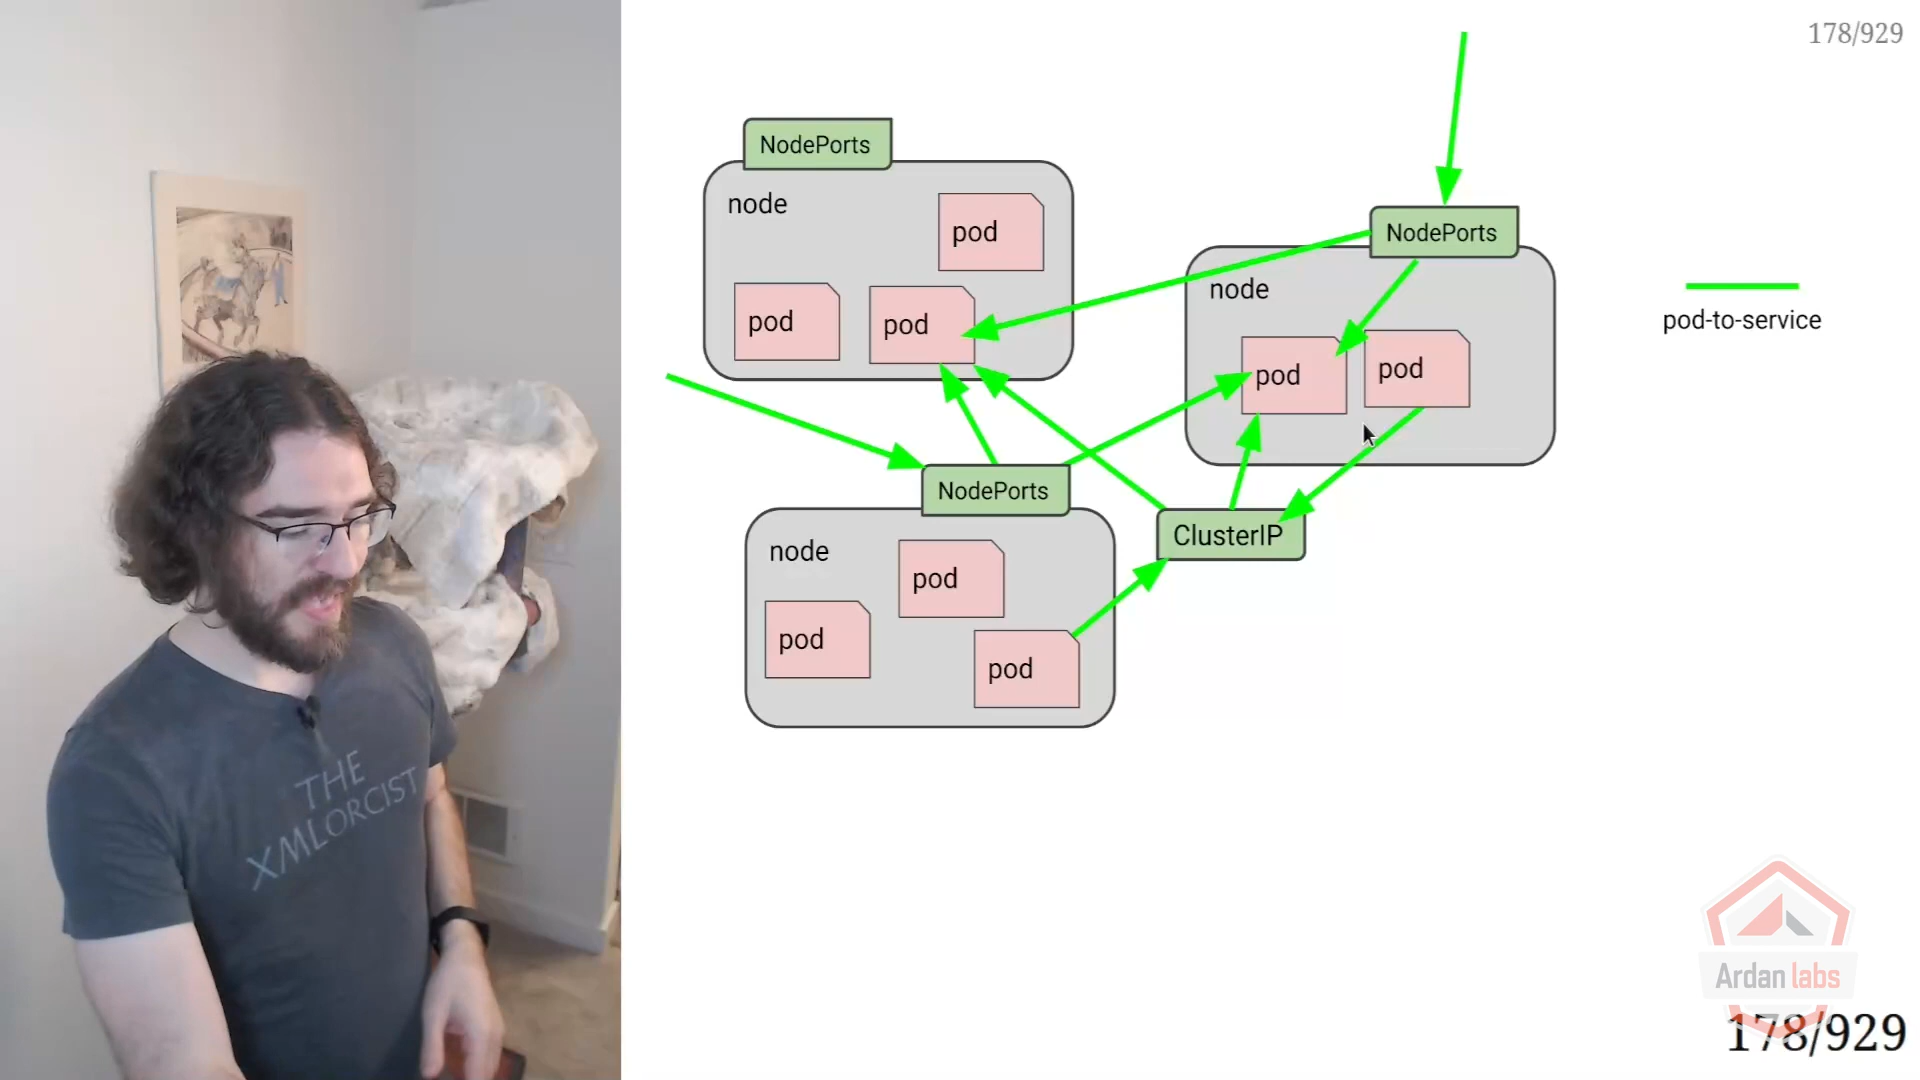 178/929
NodePorts
node
pod
pod
pod
NodePorts
node
pod
pod
pod-to-service
NodePorts
node
pod
pod
pod
ClusterIP
THE
XMLORCIST
Ardan labs
178/929